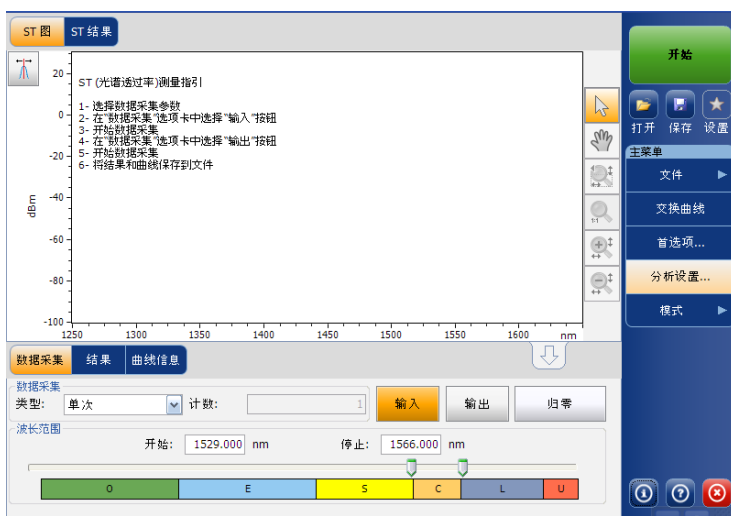 ST 图
ST 结果
20
0
-20
-40
-60
-80
-100
dBm
ST (光谱透过率)测量指引
1- 选择数据采集参数
2- 在"数据采集"选项卡中选择"输入"按钮
3- 开始数据采集
4- 在"数据采集"选项卡中选择"输出"按钮
5- 开始数据采集
6- 将结果和曲线保存到文件
1250 1300 1350 1400 1450 1500 1550 1600 nm
1:1
开始
打开 保存 设置
主菜单
文件
交换曲线
首选项...
分析设置...
模式
数据采集 结果 曲线信息
数据采集
类型: 单次 计数: 1 输入 输出 归零
波长范围
开始: 1529.000 nm 停止: 1566.000 nm
O E S C L U